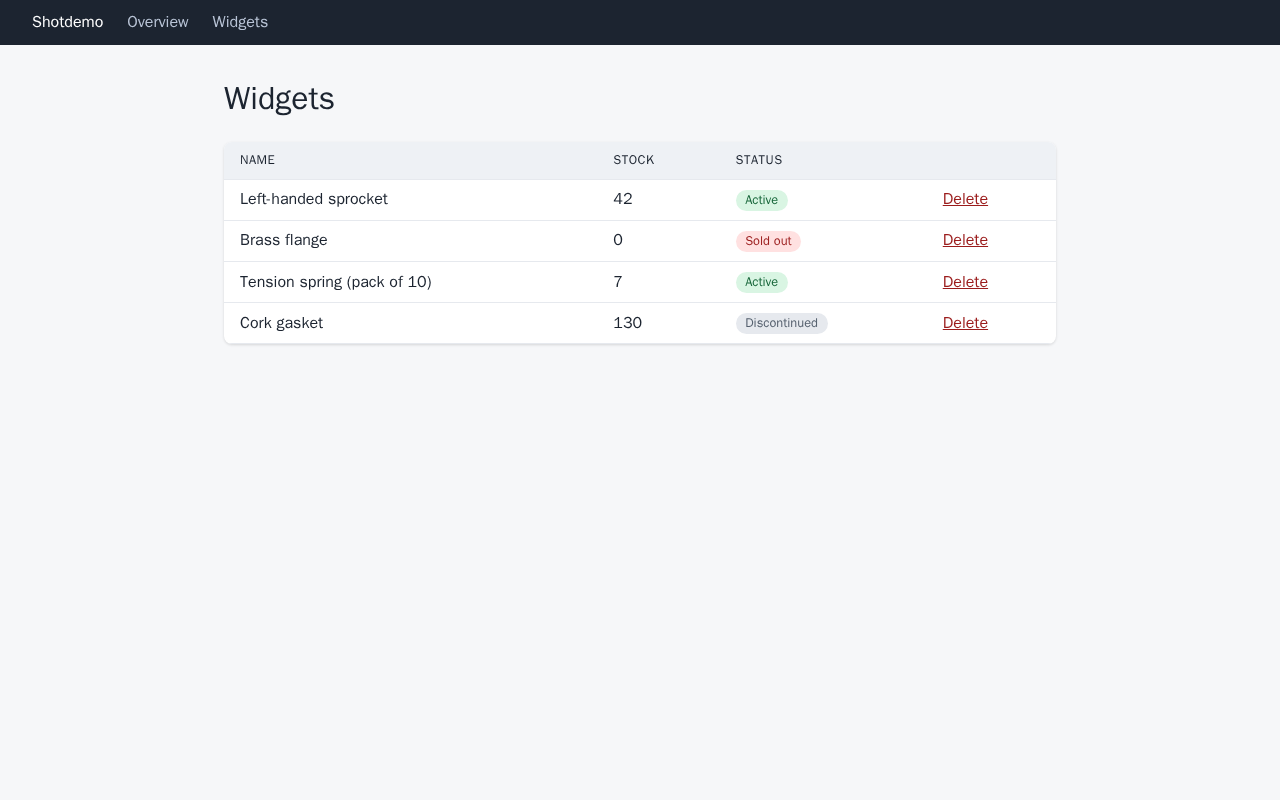 Shotdemo Overview Widgets
Widgets
NAME STOCK STATUS
Left-handed sprocket 42 Active Delete
Brass flange 0 Sold out Delete
Tension spring (pack of 10) 7 Active Delete
Cork gasket 130 Discontinued Delete